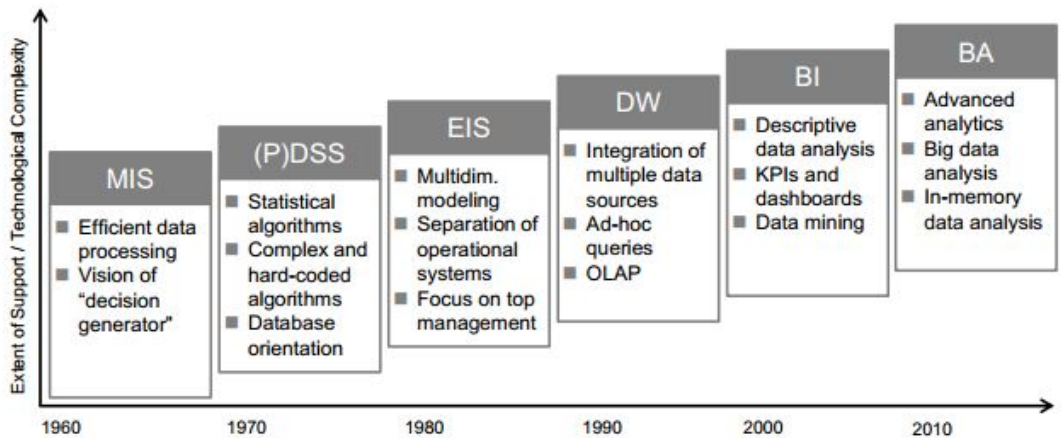 Extent of Support / Technological Complexity
MIS
■ Efficient data
processing
■ Vision of
“decision
generator"
(P)DSS
■ Statistical
algorithms
■ Complex and
hard-coded
algorithms
■ Database
orientation
EIS
■ Multidim.
modeling
■ Separation of
operational
systems
■ Focus on top
management
DW
■ Integration of
multiple data
sources
■ Ad-hoc
queries
■ OLAP
BI
■ Descriptive
data analysis
■ KPIs and
dashboards
■ Data mining
BA
■ Advanced
analytics
■ Big data
analysis
■ In-memory
data analysis
1960 1970 1980 1990 2000 2010